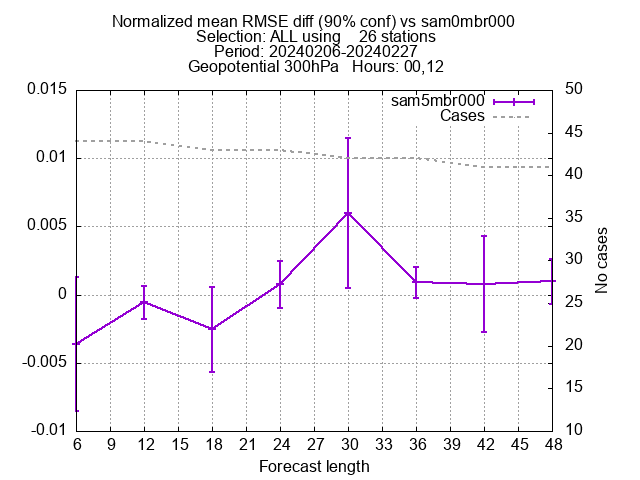 Normalized mean RMSE diff (90% conf) vs sam0mbr000
Selection: ALL using 26 stations
Period: 20240206-20240227
Geopotential 300hPa Hours: 00,12
sam5mbr000
Cases
0.015
0.01
0.005
0
-0.005
-0.01
50
45
40
35
30
25
20
15
10
No cases
6 9 12 15 18 21 24 27 30 33 36 39 42 45 48
Forecast length